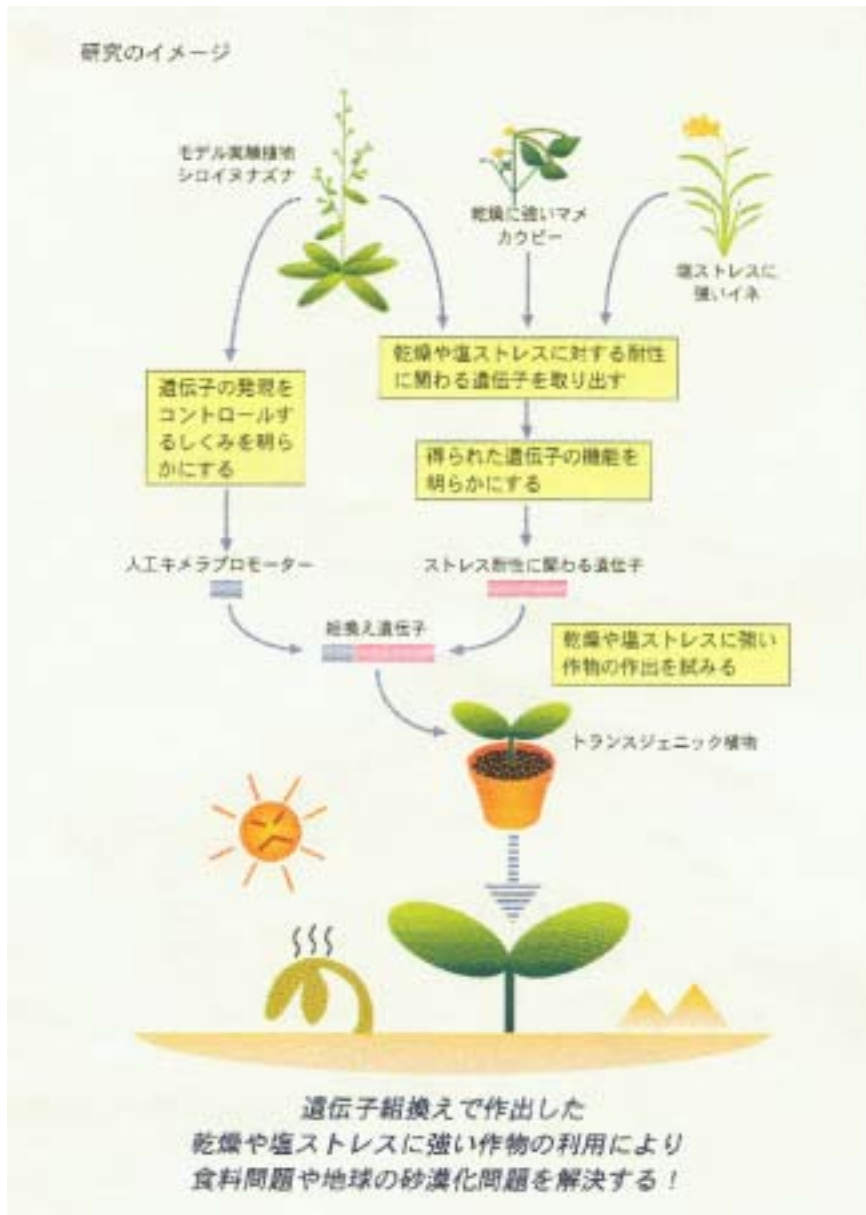 研究のイメージ
モデル実験植物
シロイヌナズナ
乾燥に強いマメ
カウピー
塩ストレスに
強いイネ
遺伝子の発現を
コントロールす
るしくみを明ら
かにする
乾燥や塩ストレスに対する耐性
に関わる遺伝子を取り出す
得られた遺伝子の機能を
明らかにする
人工キメラプロモーター
ストレス耐性に関わる遺伝子
組換え遺伝子
乾燥や塩ストレスに強い
作物の作出を試みる
トランスジェニック植物
遺伝子組換えで作出した
乾燥や塩ストレスに強い作物の利用により
食料問題や地球の砂漠化問題を解決する！